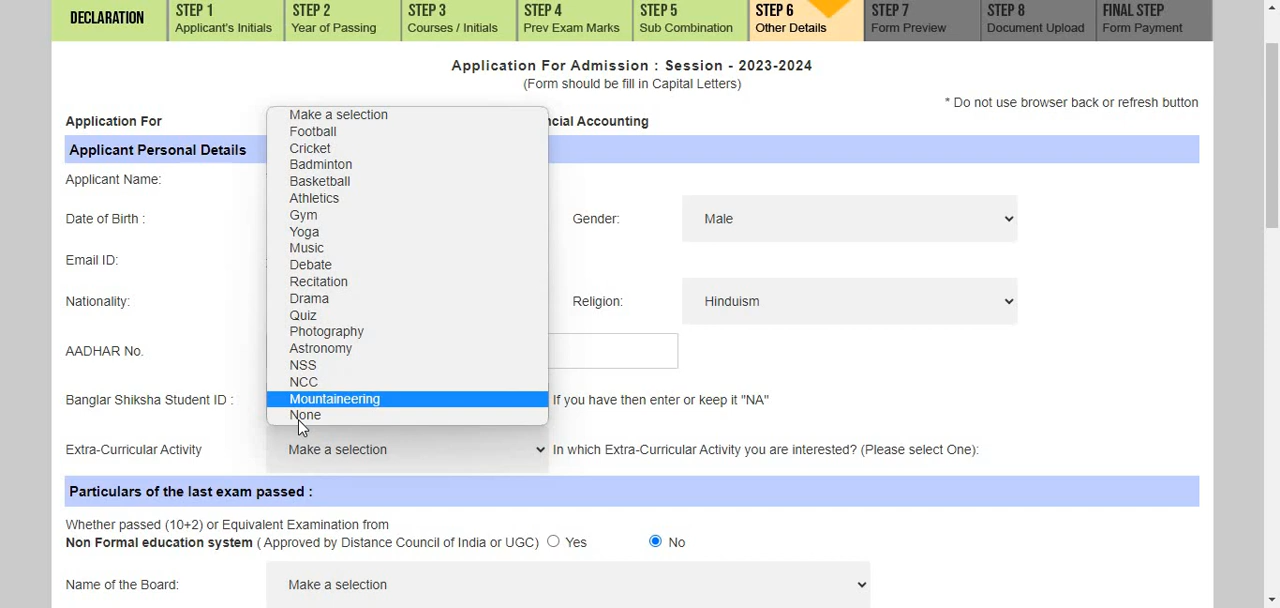 DECLARATION
STEP 1
Applicant's Initials
STEP 2
Year of Passing
STEP 3
Courses / Initials
STEP 4
Prev Exam Marks
STEP 5
Sub Combination
STEP 6
Other Details
STEP 7
Form Preview
STEP 8
Document Upload
FINAL STEP
Form Payment
Application For Admission : Session - 2023-2024
(Form should be fill in Capital Letters)
* Do not use browser back or refresh button
Application For
ncial Accounting
Applicant Personal Details
Applicant Name:
Date of Birth :
Gender: Male
Email ID:
Nationality:
Religion: Hinduism
AADHAR No.
Banglar Shiksha Student ID :
If you have then enter or keep it "NA"
Make a selection
Football
Cricket
Badminton
Basketball
Athletics
Gym
Yoga
Music
Debate
Recitation
Drama
Quiz
Photography
Astronomy
NSS
NCC
Mountaineering
None
Extra-Curricular Activity Make a selection In which Extra-Curricular Activity you are interested? (Please select One):
Particulars of the last exam passed :
Whether passed (10+2) or Equivalent Examination from
Non Formal education system ( Approved by Distance Council of India or UGC) Yes No
Name of the Board: Make a selection